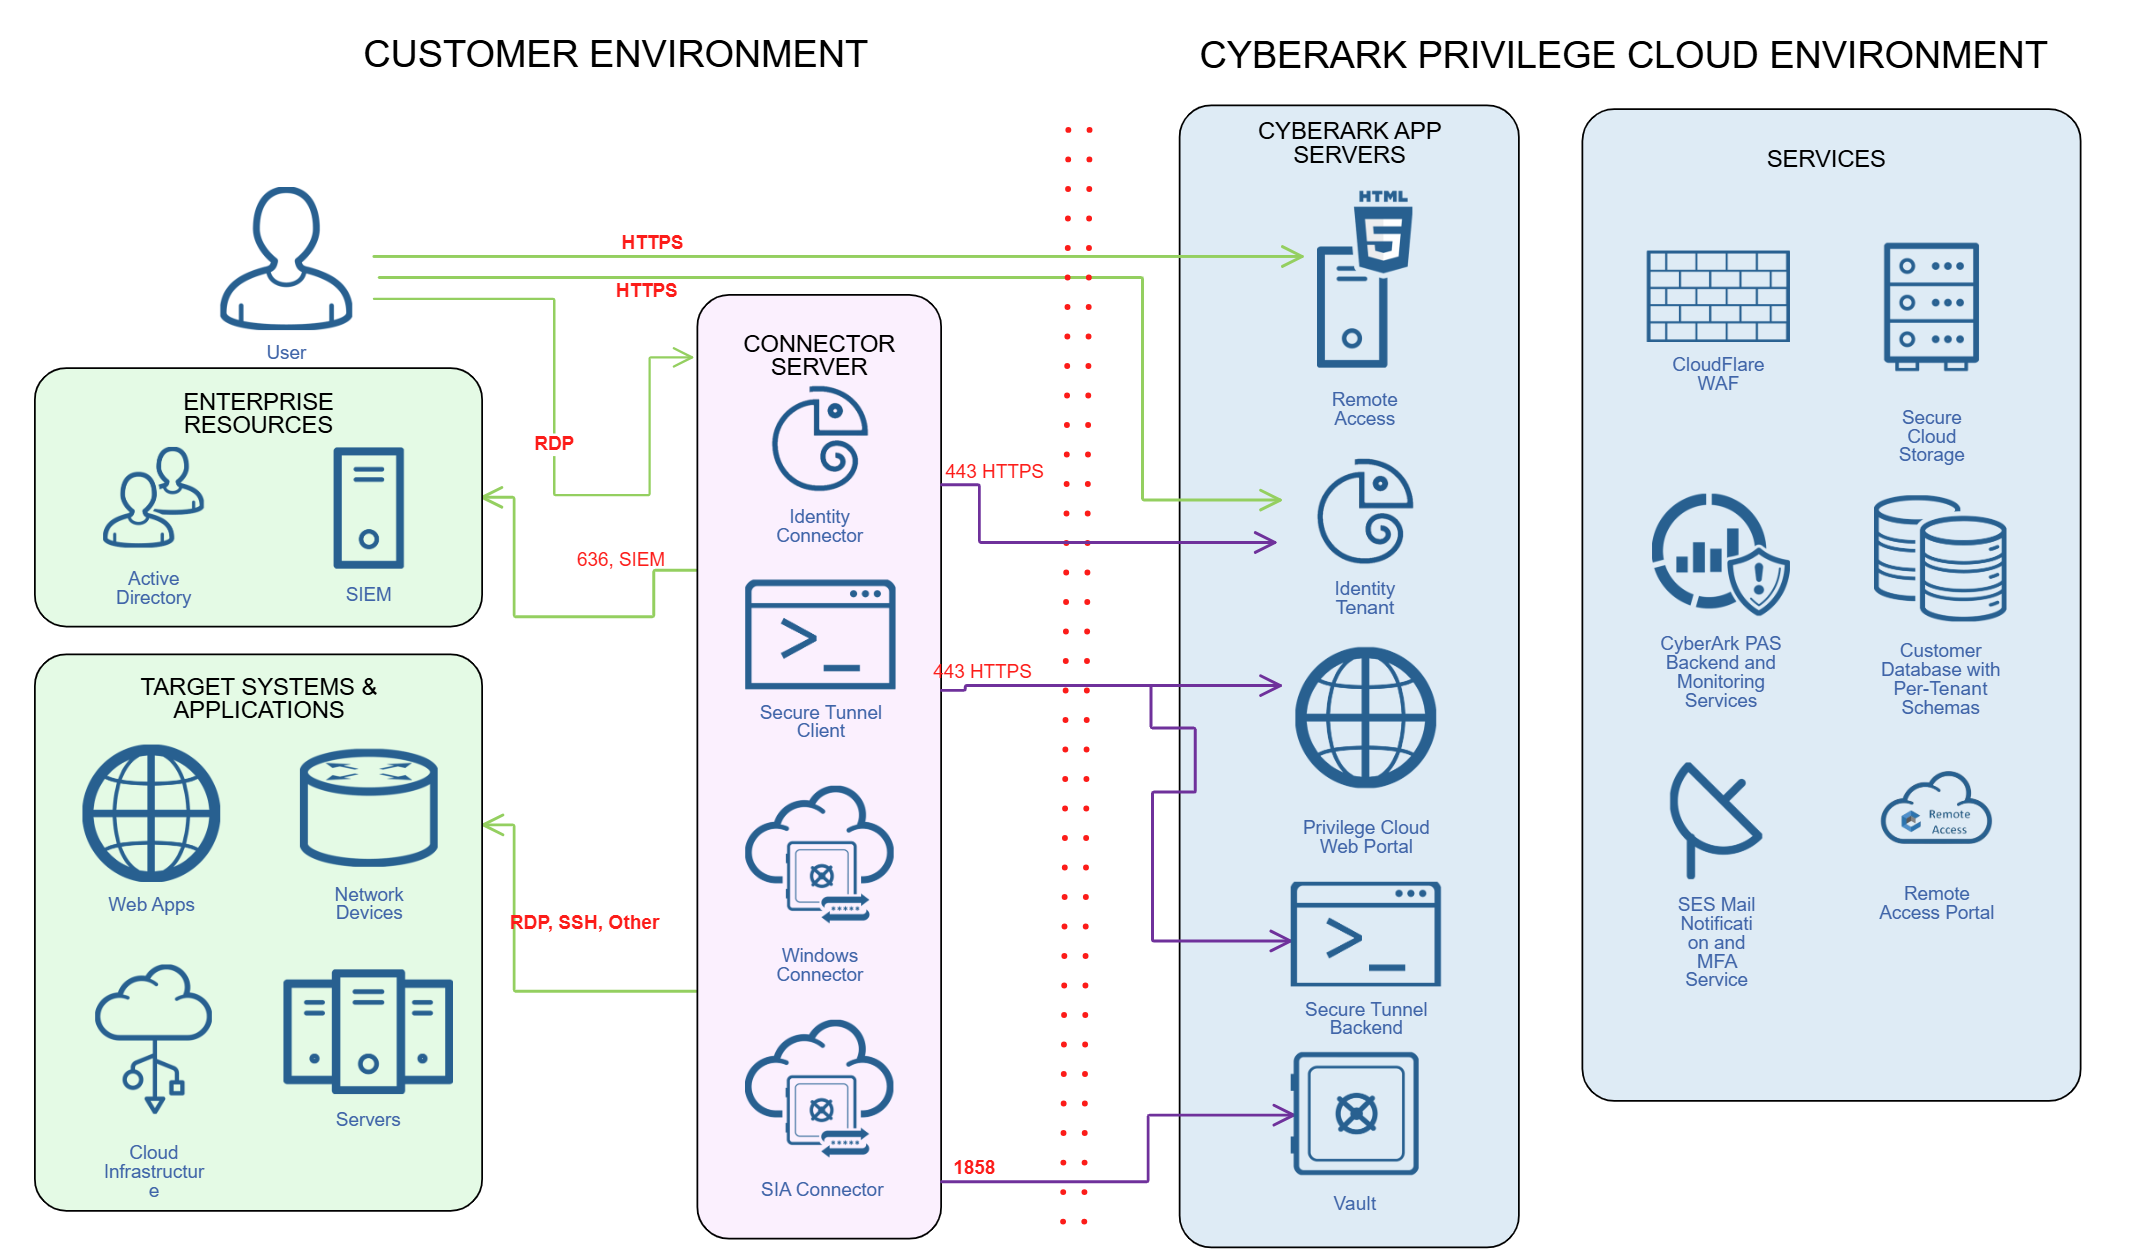 CUSTOMER ENVIRONMENT
CYBERARK PRIVILEGE CLOUD ENVIRONMENT
User
HTTPS
HTTPS
RDP
ENTERPRISE
RESOURCES
Active
Directory
SIEM
636, SIEM
TARGET SYSTEMS &
APPLICATIONS
Web Apps
Network
Devices
Cloud
Infrastructur
e
Servers
RDP, SSH, Other
CONNECTOR
SERVER
Identity
Connector
Secure Tunnel
Client
Windows
Connector
SIA Connector
443 HTTPS
443 HTTPS
1858
CYBERARK APP
SERVERS
HTML
5
Remote
Access
Identity
Tenant
Privilege Cloud
Web Portal
Secure Tunnel
Backend
Vault
SERVICES
CloudFlare
WAF
Secure
Cloud
Storage
CyberArk PAS
Backend and
Monitoring
Services
Customer
Database with
Per-Tenant
Schemas
SES Mail
Notificati
on and
MFA
Service
Remote
Access
Remote
Access Portal